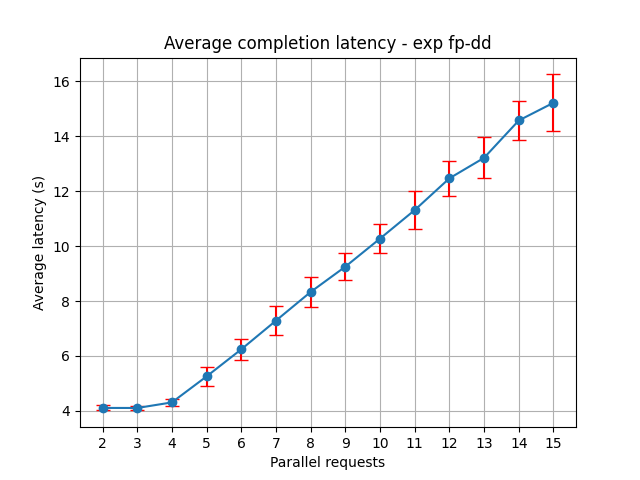 Average completion latency - exp fp-dd
Average latency (s)
16
14
12
10
8
6
4
2 3 4 5 6 7 8 9 10 11 12 13 14 15
Parallel requests